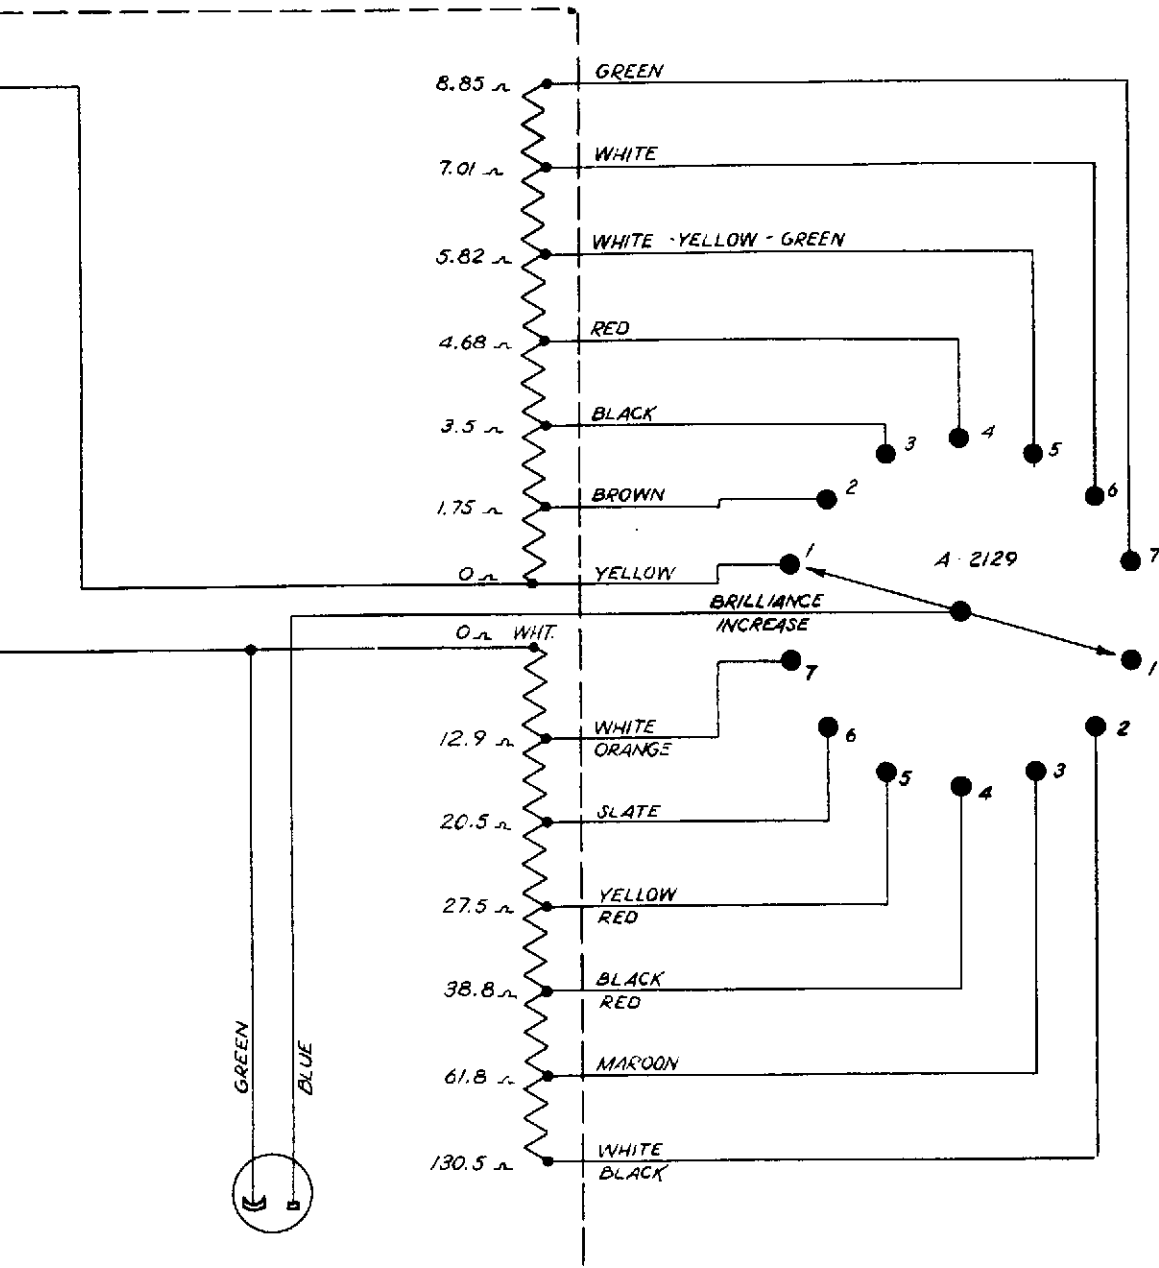 8.85 Ω GREEN
7.01 Ω WHITE
5.82 Ω WHITE - YELLOW - GREEN
4.68 Ω RED
3.5 Ω BLACK
3 4 5
1.75 Ω BROWN 2 6
0 Ω YELLOW 1 A-2129 7
BRILLIANCE
INCREASE
0 Ω WHT.
7 1
12.9 Ω WHITE
ORANGE
6 2
5 4 3
20.5 Ω SLATE
27.5 Ω YELLOW
RED
38.8 Ω BLACK
RED
GREEN
BLUE
61.8 Ω MAROON
130.5 Ω WHITE
BLACK